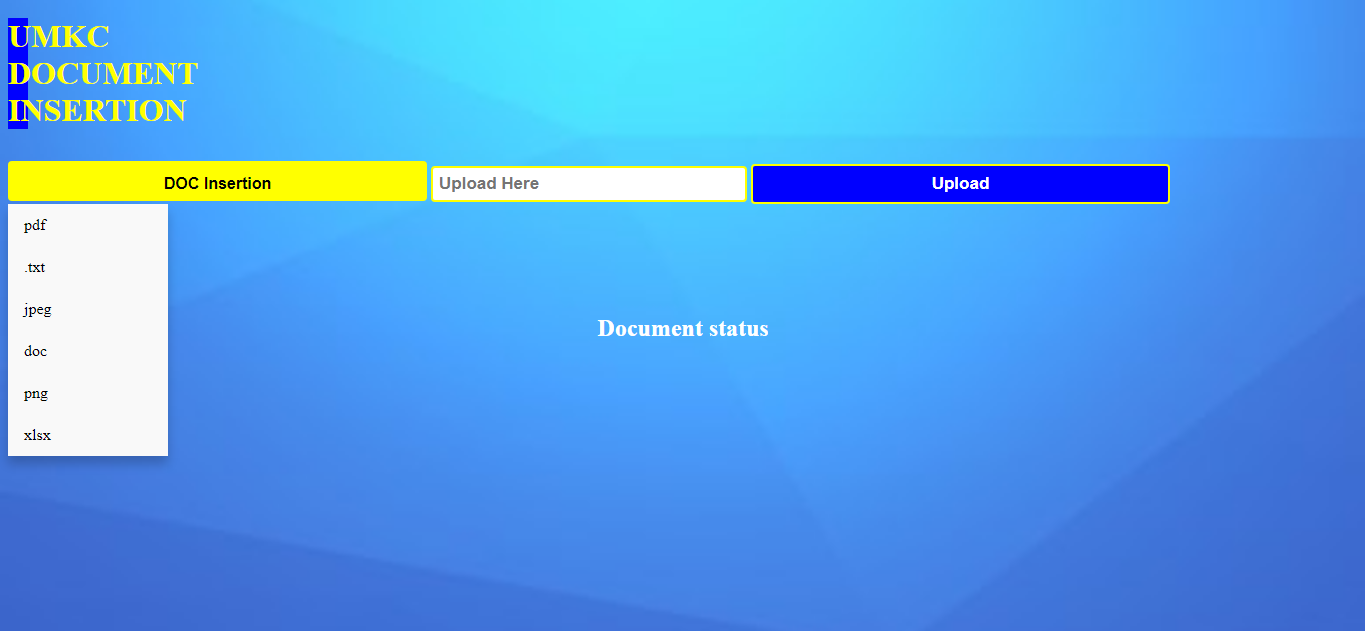 UMKC
DOCUMENT
INSERTION
DOC Insertion
Upload Here
Upload
pdf
.txt
jpeg
doc
png
xlsx
Document status